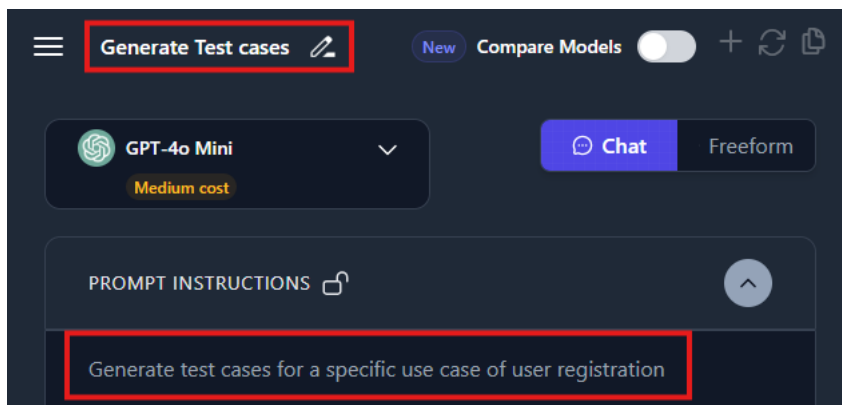 Generate Test cases
New Compare Models
GPT-4o Mini
Medium cost
Chat
Freeform
PROMPT INSTRUCTIONS
Generate test cases for a specific use case of user registration